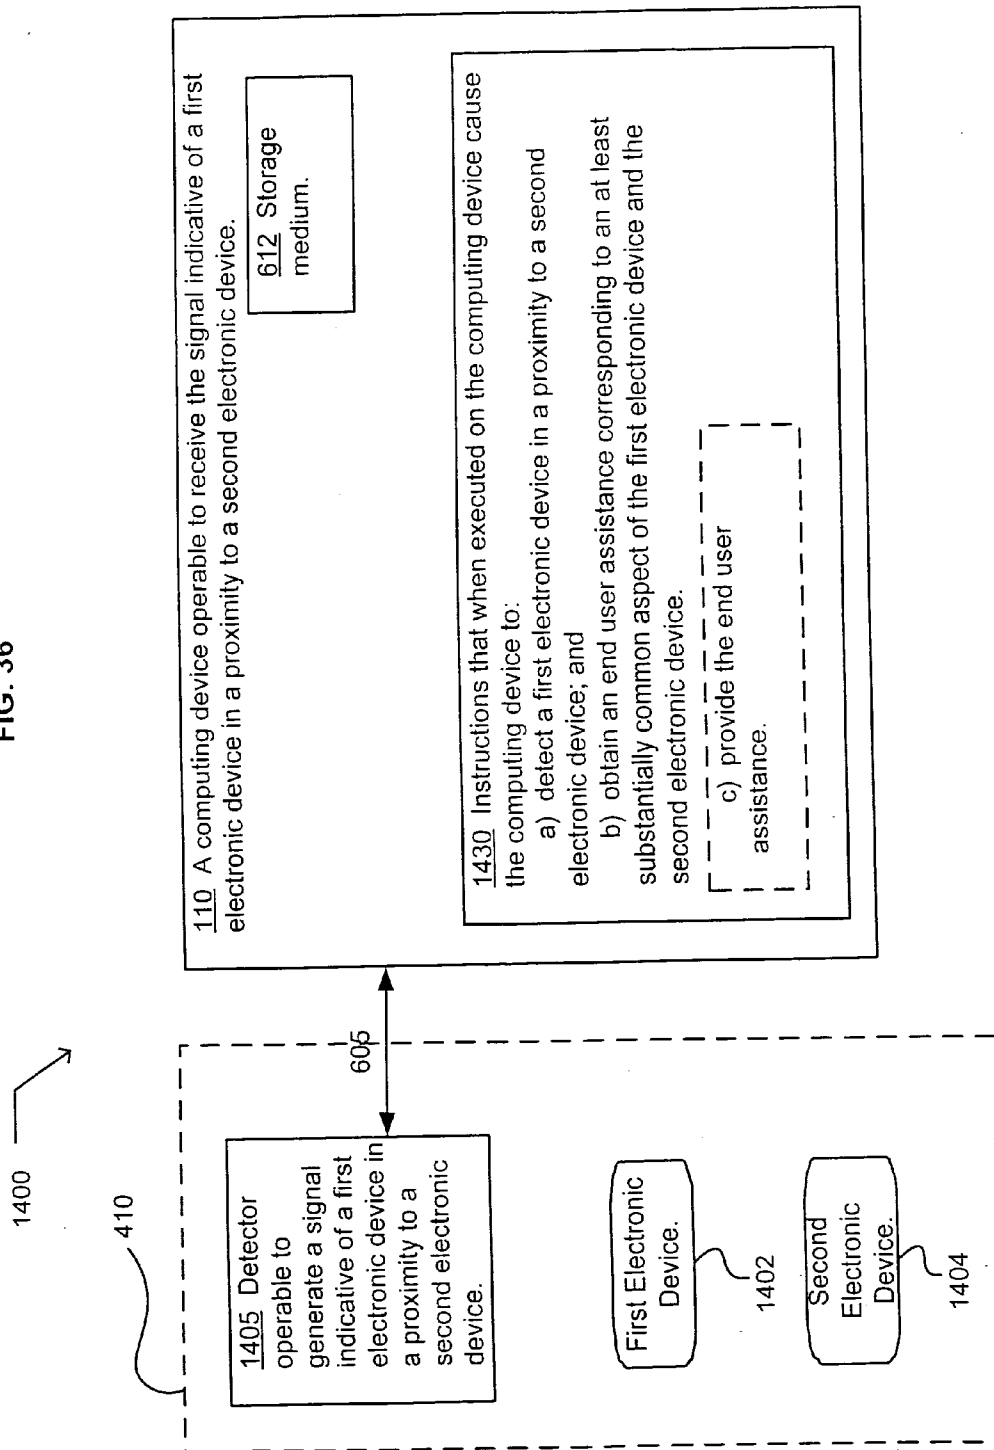 FIG. 36
1400
410
1405 Detector
operable to
generate a signal
indicative of a first
electronic device in
a proximity to a
second electronic
device.
First Electronic
Device.
1402
Second
Electronic
Device.
1404
605
110 A computing device operable to receive the signal indicative of a first
electronic device in a proximity to a second electronic device.
612 Storage
medium.
1430 Instructions that when executed on the computing device cause
the computing device to:
a) detect a first electronic device in a proximity to a second
electronic device; and
b) obtain an end user assistance corresponding to an at least
substantially common aspect of the first electronic device and the
second electronic device.
c) provide the end user
assistance.